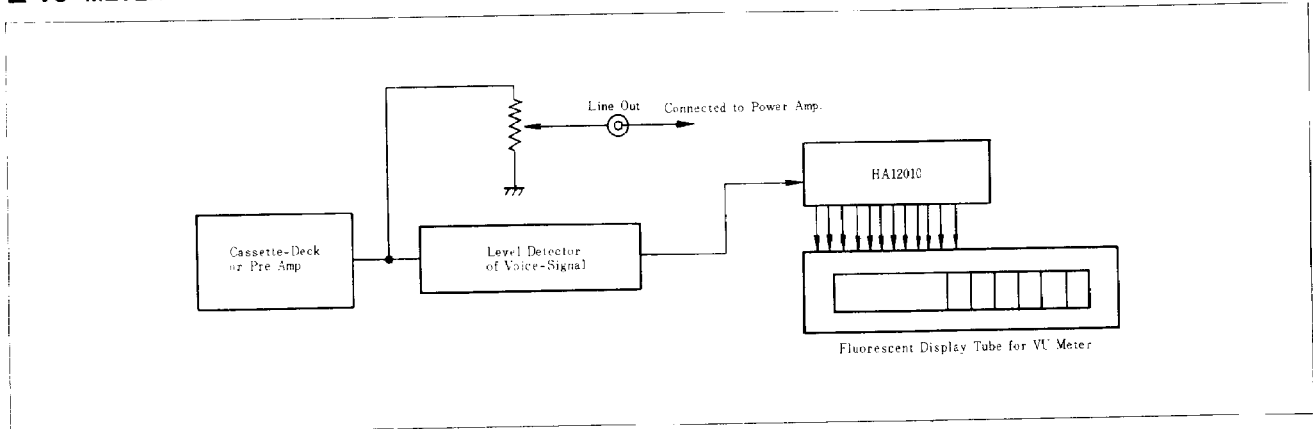 Line Out
Connected to Power Amp.
HA12010
Cassette-Deck
or Pre Amp
Level Detector
of Voice-Signal
Fluorescent Display Tube for VU Meter